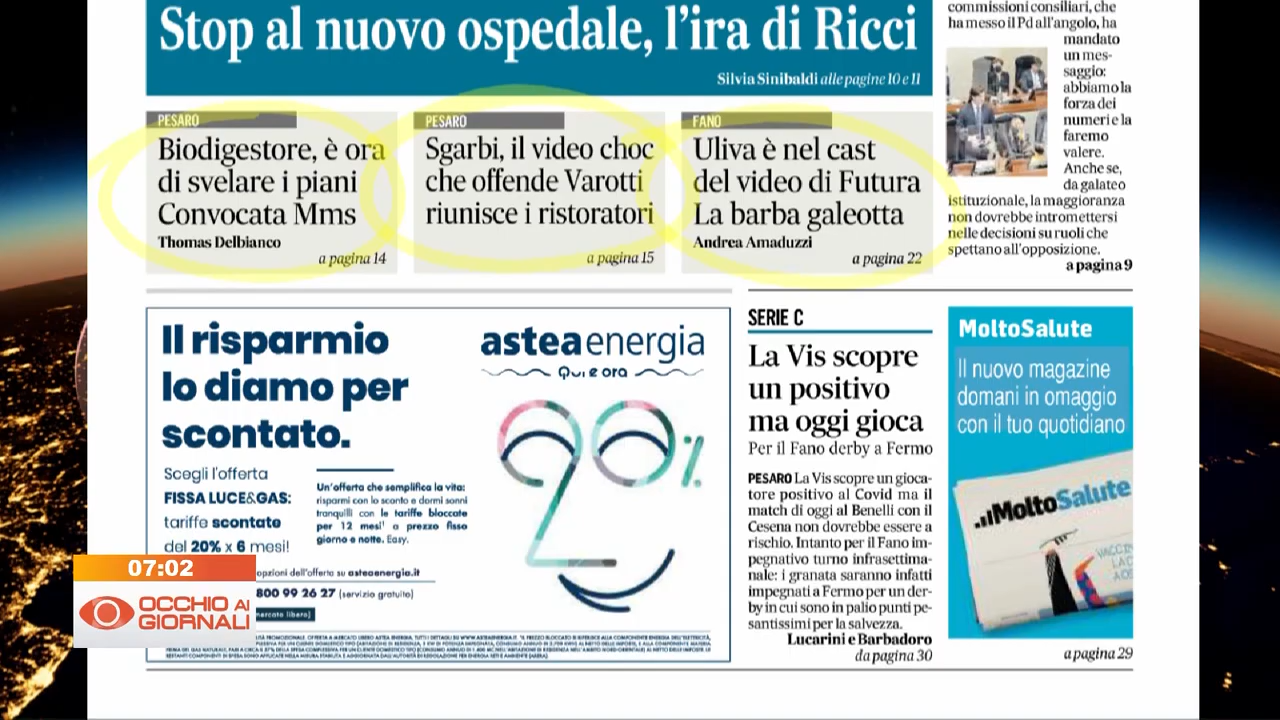 Stop al nuovo ospedale, l'ira di Ricci
Silvia Sinibaldi alle pagine 10 e 11
commissioni consiliari, che
ha messo il Pd all'angolo, ha
mandato
un mes-
saggio:
abbiamo la
forza dei
numeri e la
faremo
valere.
Anche se,
da galateo
istituzionale, la maggioranza
non dovrebbe intromettersi
nelle decisioni su ruoli che
spettano all'opposizione.
a pagina 9
PESARO
Biodigestore, è ora
di svelare i piani
Convocata Mms
Thomas Delbianco
a pagina 14
PESARO
Sgarbi, il video choc
che offende Varotti
riunisce i ristoratori
a pagina 15
FANO
Uliva è nel cast
del video di Futura
La barba galeotta
Andrea Amaduzzi
a pagina 22
Il risparmio
lo diamo per
scontato.
Scegli l'offerta
FISSA LUCE&GAS:
tariffe scontate
del 20% x 6 mesi!
Un'offerta che semplifica la vita:
risparmi con lo sconto e dormi sonni
tranquilli con le tariffe bloccate
per 12 mesi¹ a prezzo fisso
giorno e notte. Easy.
opzioni dell'offerta su asteaenergia.it
800 99 26 27 (servizio gratuito)
mercato libero)
asteaenergia
Qui e ora
20%
SERIE C
La Vis scopre
un positivo
ma oggi gioca
Per il Fano derby a Fermo
PESARO La Vis scopre un gioca-
tore positivo al Covid ma il
match di oggi al Benelli con il
Cesena non dovrebbe essere a
rischio. Intanto per il Fano im-
pegnativo turno infrasettima-
nale: i granata saranno infatti
impegnati a Fermo per un der-
by in cui sono in palio punti pe-
santissimi per la salvezza.
Lucarini e Barbadoro
da pagina 30
MoltoSalute
Il nuovo magazine
domani in omaggio
con il tuo quotidiano
MoltoSalute
a pagina 29
07:02
OCCHIO AI
GIORNALI